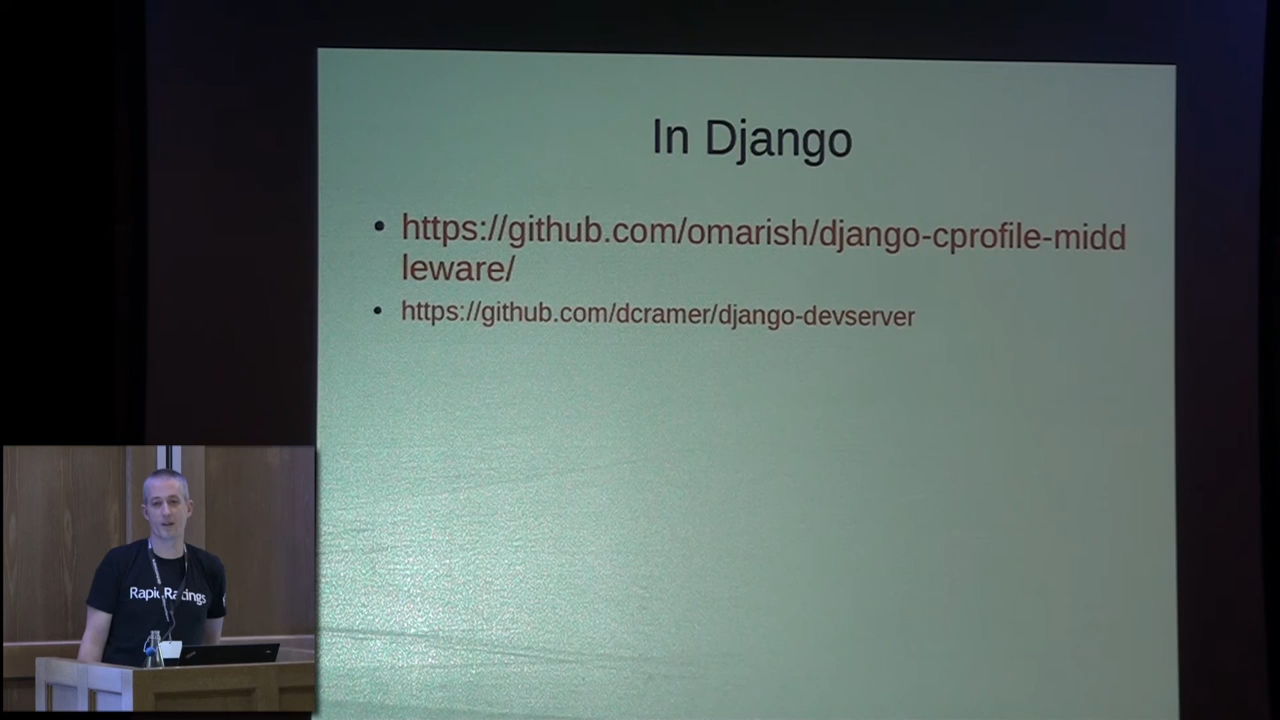 In Django
• https://github.com/omarish/django-cprofile-midd
leware/
• https://github.com/dcramer/django-devserver
RapidRatings